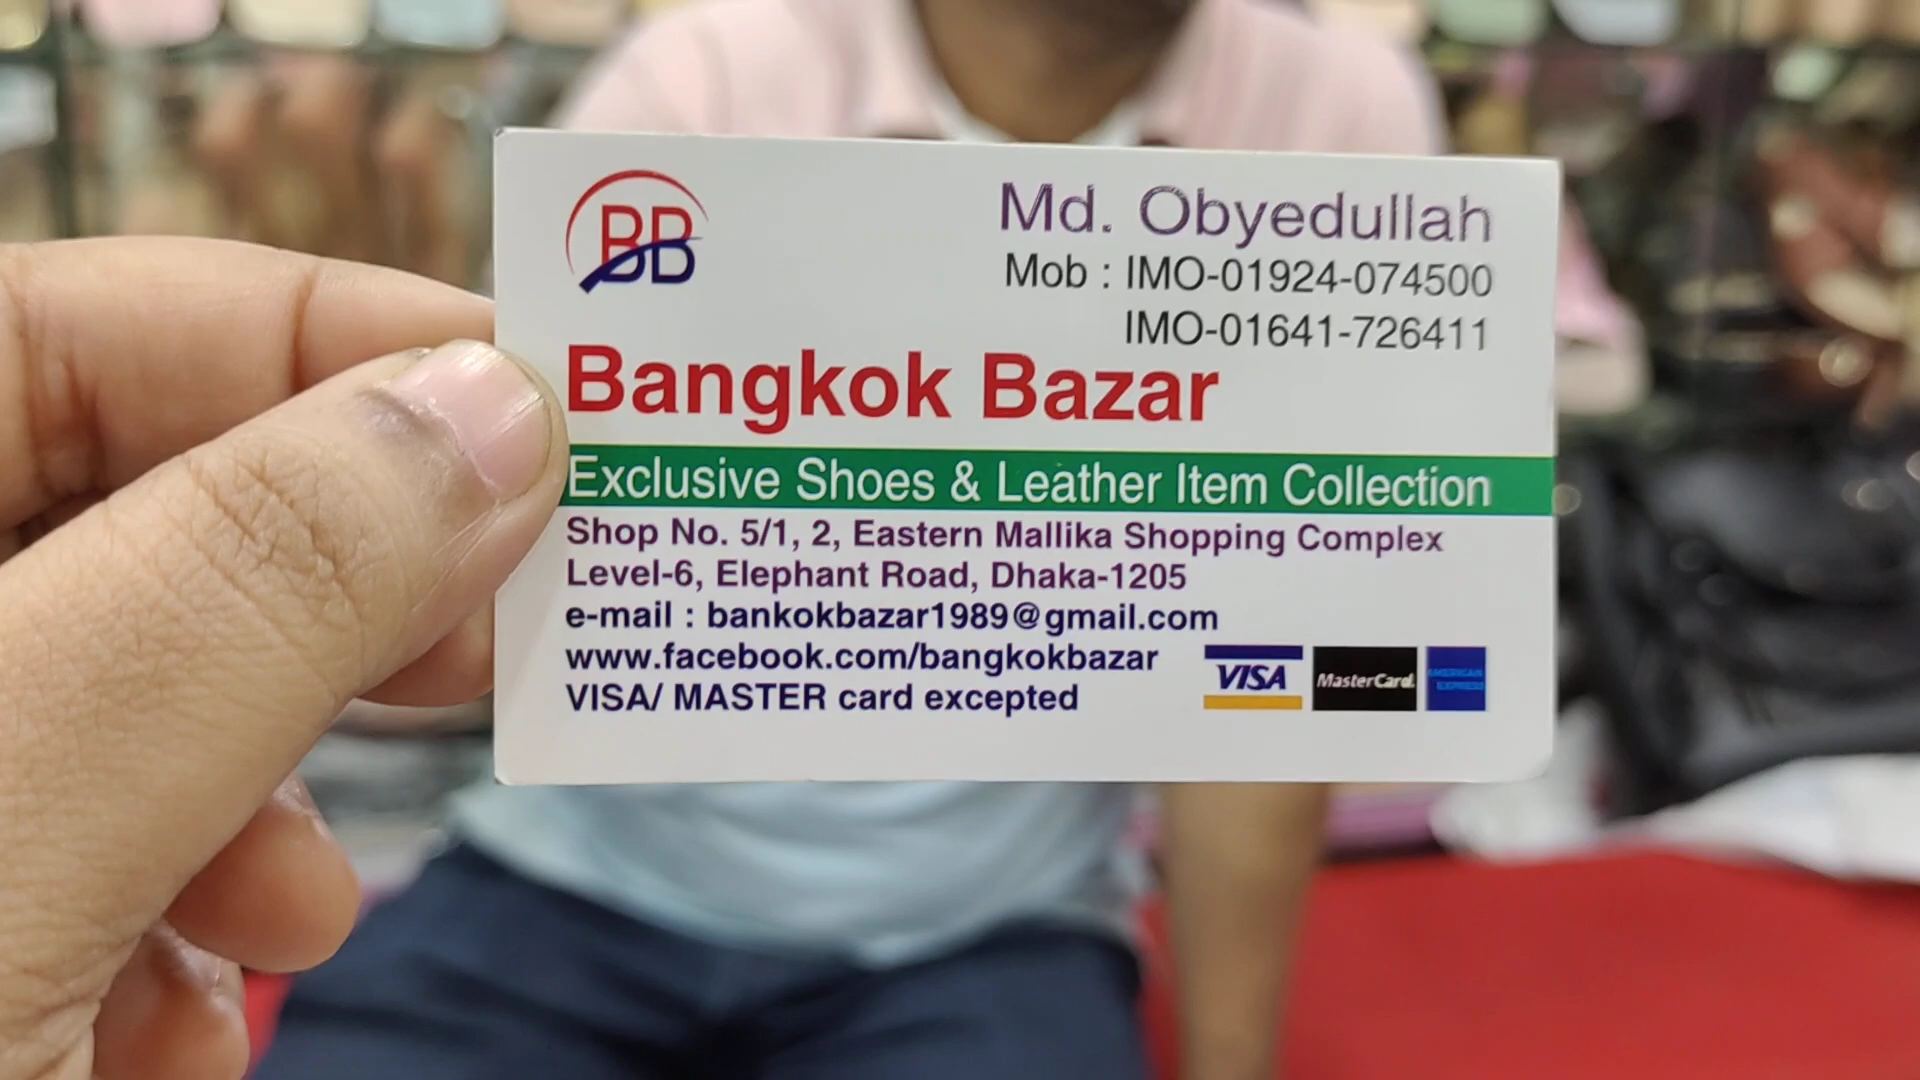 BB
Md. Obyedullah
Mob : IMO-01924-074500
IMO-01641-726411
Bangkok Bazar
Exclusive Shoes & Leather Item Collection
Shop No. 5/1, 2, Eastern Mallika Shopping Complex
Level-6, Elephant Road, Dhaka-1205
e-mail : bankokbazar1989@gmail.com
www.facebook.com/bangkokbazar
VISA/ MASTER card excepted
VISA MasterCard. AMERICAN EXPRESS